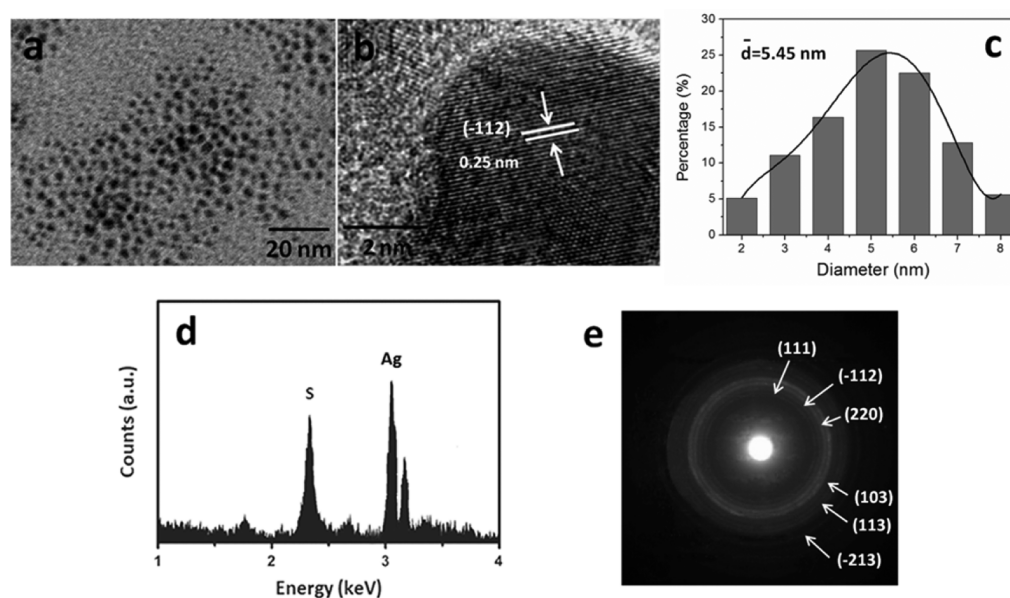 a
20 nm
b
(-112)
0.25 nm
2 nm
c
d̄=5.45 nm
Percentage (%)
30
25
20
15
10
5
0
2 3 4 5 6 7 8
Diameter (nm)
d
Counts (a.u.)
S
Ag
1 2 3 4
Energy (keV)
e
(111)
(-112)
(220)
(103)
(113)
(-213)